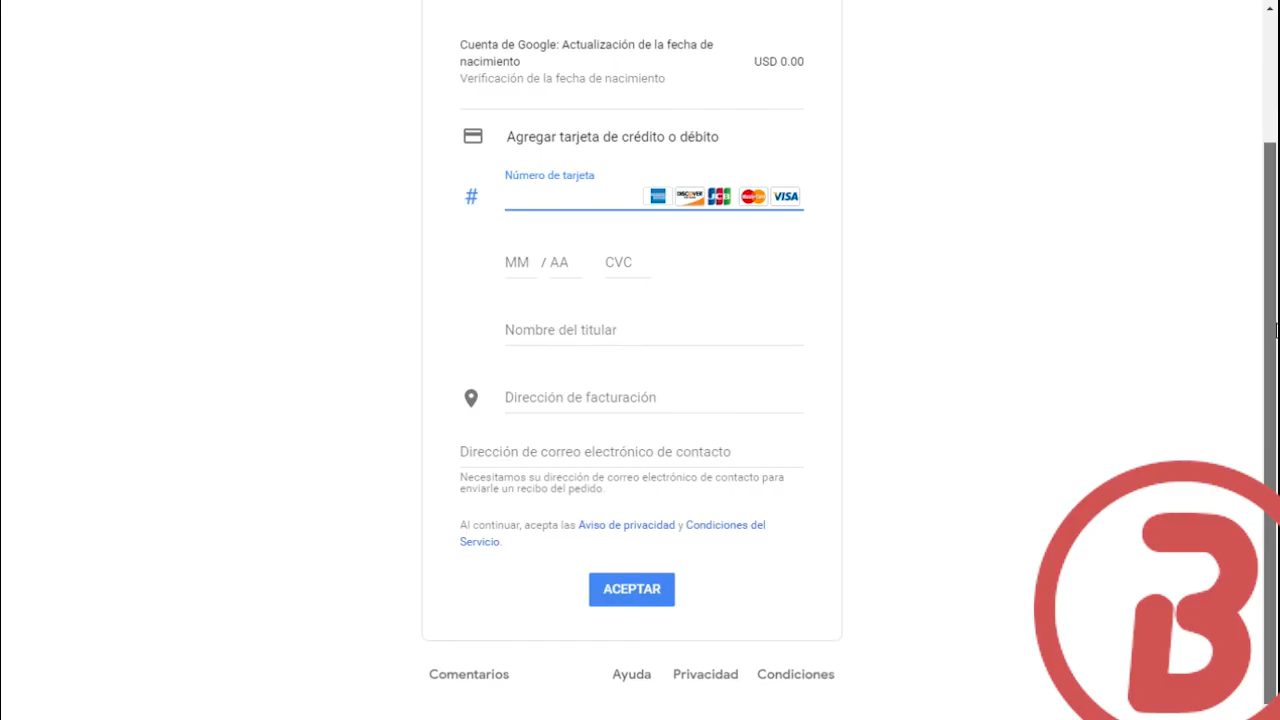 Cuenta de Google: Actualización de la fecha de
nacimiento
USD 0.00
Verificación de la fecha de nacimiento
Agregar tarjeta de crédito o débito
Número de tarjeta
#
DISCOVER
JCB
MasterCard
VISA
MM / AA CVC
Nombre del titular
Dirección de facturación
Dirección de correo electrónico de contacto
Necesitamos su dirección de correo electrónico de contacto para
enviarle un recibo del pedido.
Al continuar, acepta las Aviso de privacidad y Condiciones del
Servicio.
ACEPTAR
Comentarios Ayuda Privacidad Condiciones
B